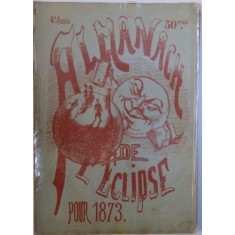 4e Année
50 cent
ALMANACH
DE
L'ECLIPSE
POUR 1873.